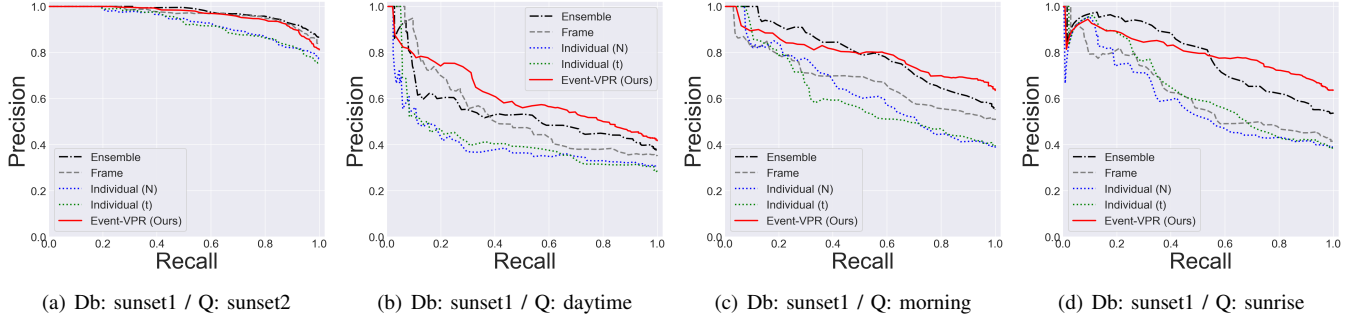 Precision
1.0
0.8
0.6
0.4
0.2
0.0
Ensemble
Frame
Individual (N)
Individual (t)
Event-VPR (Ours)
0.0 0.2 0.4 0.6 0.8 1.0
Recall
(a) Db: sunset1 / Q: sunset2
Precision
1.0
0.8
0.6
0.4
0.2
0.0
Ensemble
Frame
Individual (N)
Individual (t)
Event-VPR (Ours)
0.0 0.2 0.4 0.6 0.8 1.0
Recall
(b) Db: sunset1 / Q: daytime
Precision
1.0
0.8
0.6
0.4
0.2
0.0
Ensemble
Frame
Individual (N)
Individual (t)
Event-VPR (Ours)
0.0 0.2 0.4 0.6 0.8 1.0
Recall
(c) Db: sunset1 / Q: morning
Precision
1.0
0.8
0.6
0.4
0.2
0.0
Ensemble
Frame
Individual (N)
Individual (t)
Event-VPR (Ours)
0.0 0.2 0.4 0.6 0.8 1.0
Recall
(d) Db: sunset1 / Q: sunrise